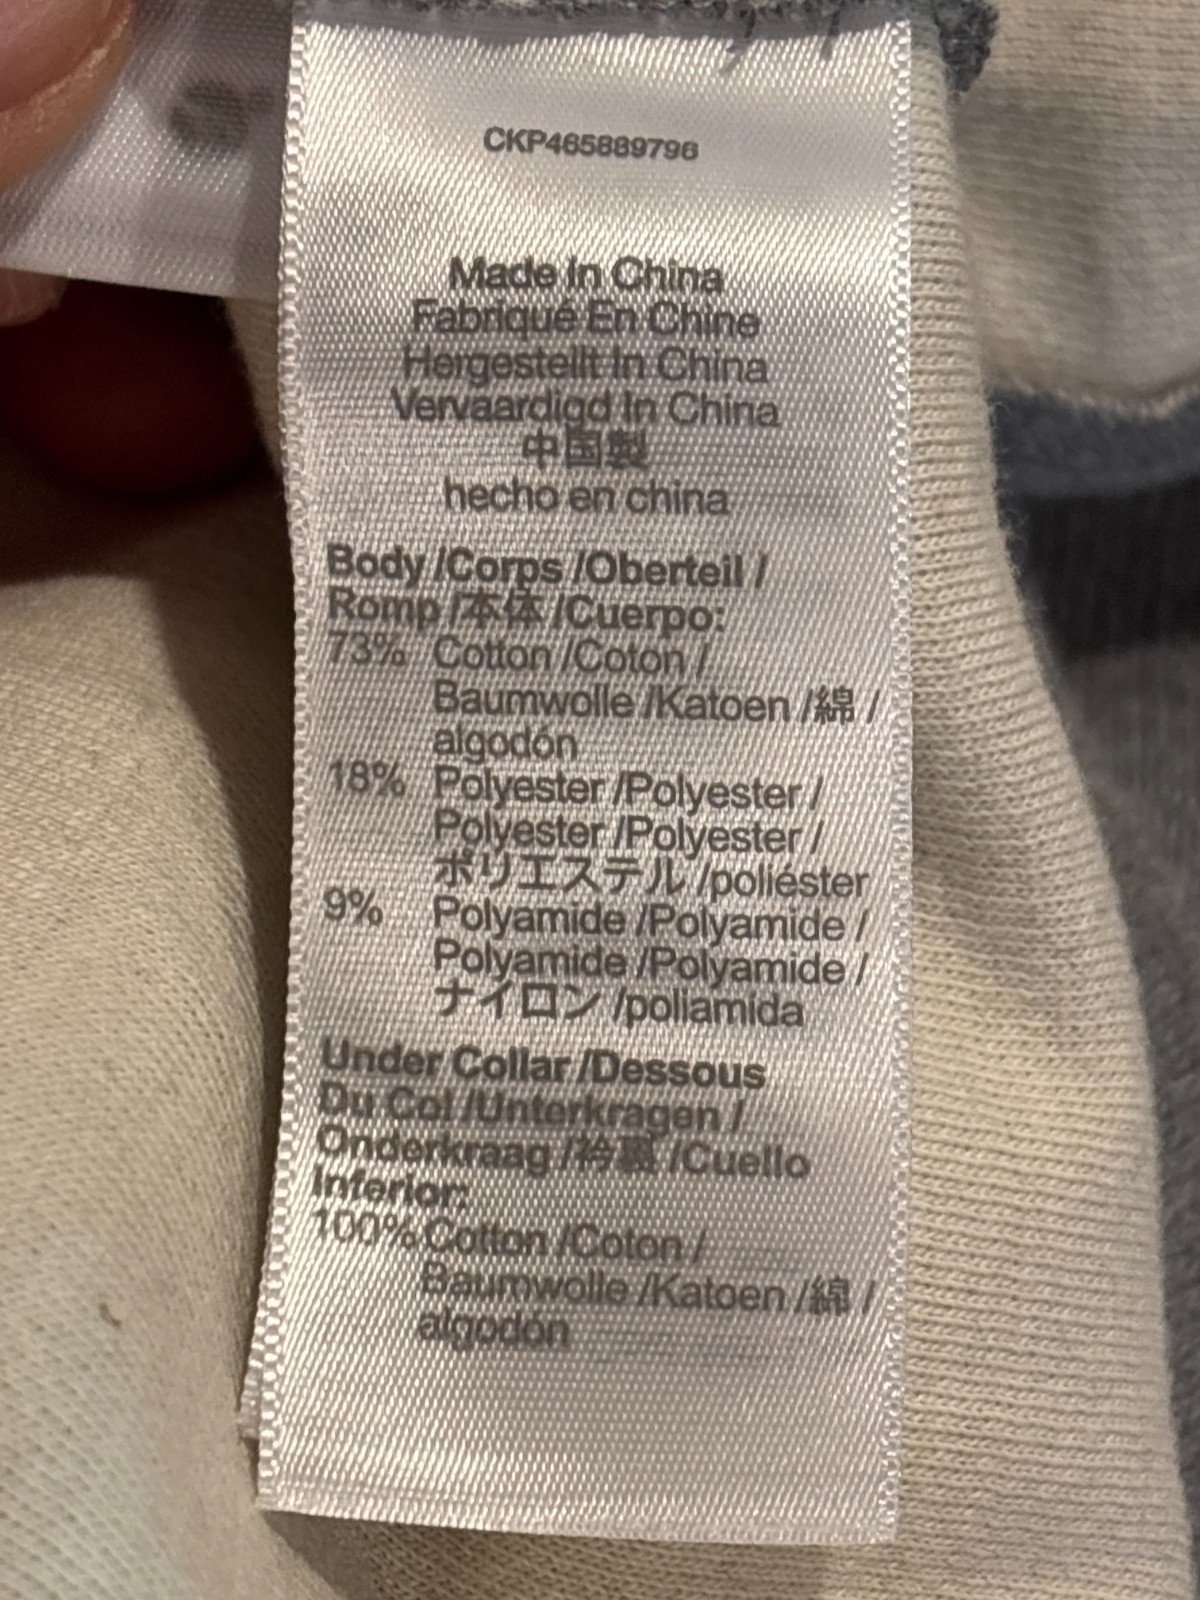 CKP465889796
Made In China
Fabriqué En Chine
Hergestellt In China
Vervaardigd In China
中国製
hecho en china
Body /Corps /Oberteil /
Romp /本体 /Cuerpo:
73% Cotton /Coton /
Baumwolle /Katoen /綿 /
algodón
18% Polyester /Polyester /
Polyester /Polyester /
ポリエステル /poliéster
9% Polyamide /Polyamide /
Polyamide /Polyamide /
ナイロン /poliamida
Under Collar /Dessous
Du Col /Unterkragen /
Onderkraag /衿裏 /Cuello
Inferior:
100% Cotton /Coton /
Baumwolle /Katoen /綿 /
algodón